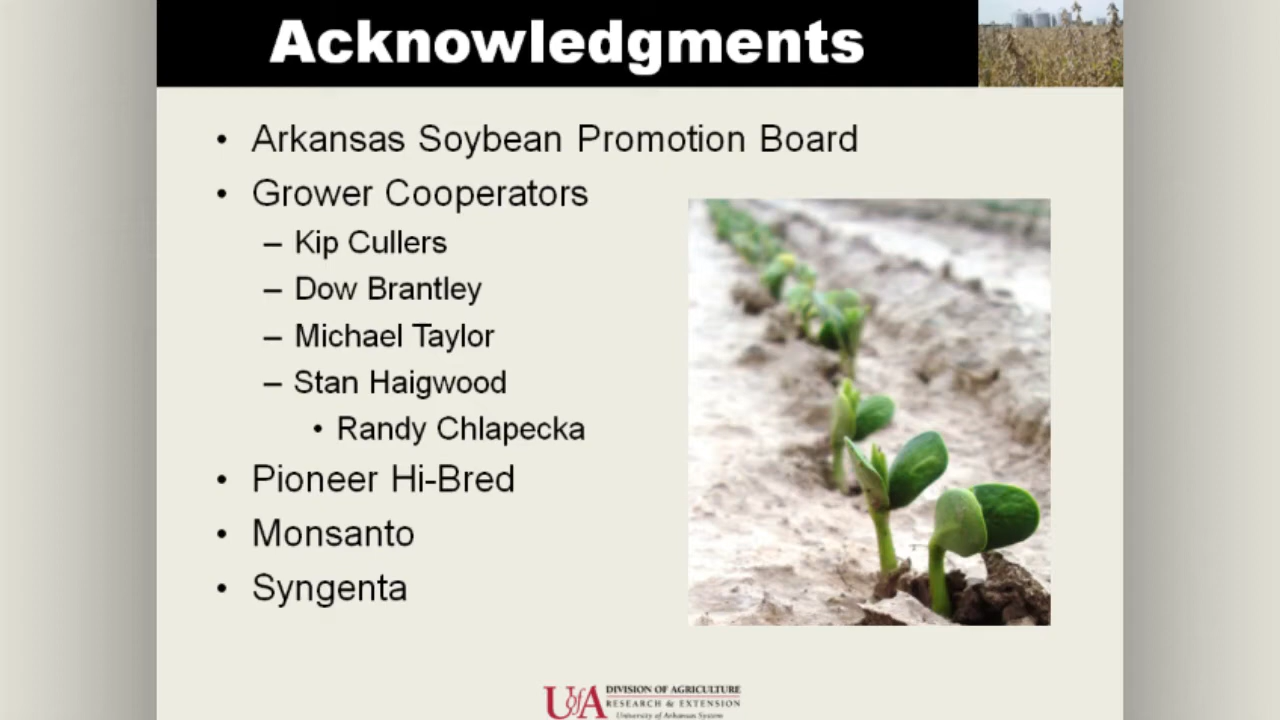 Acknowledgments
• Arkansas Soybean Promotion Board
• Grower Cooperators
– Kip Cullers
– Dow Brantley
– Michael Taylor
– Stan Haigwood
• Randy Chlapecka
• Pioneer Hi-Bred
• Monsanto
• Syngenta
UofA DIVISION OF AGRICULTURE
RESEARCH & EXTENSION
University of Arkansas System